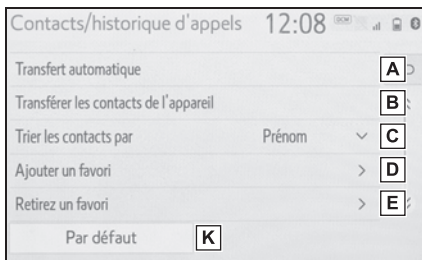 Contacts/historique d'appels 12:08 DCM
Transfert automatique A
Transférer les contacts de l'appareil B
Trier les contacts par Prénom C
Ajouter un favori D
Retirez un favori E
Par défaut K